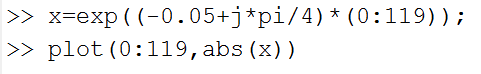 >> x=exp((-0.05+j*pi/4)*(0:119));
>> plot(0:119,abs(x))